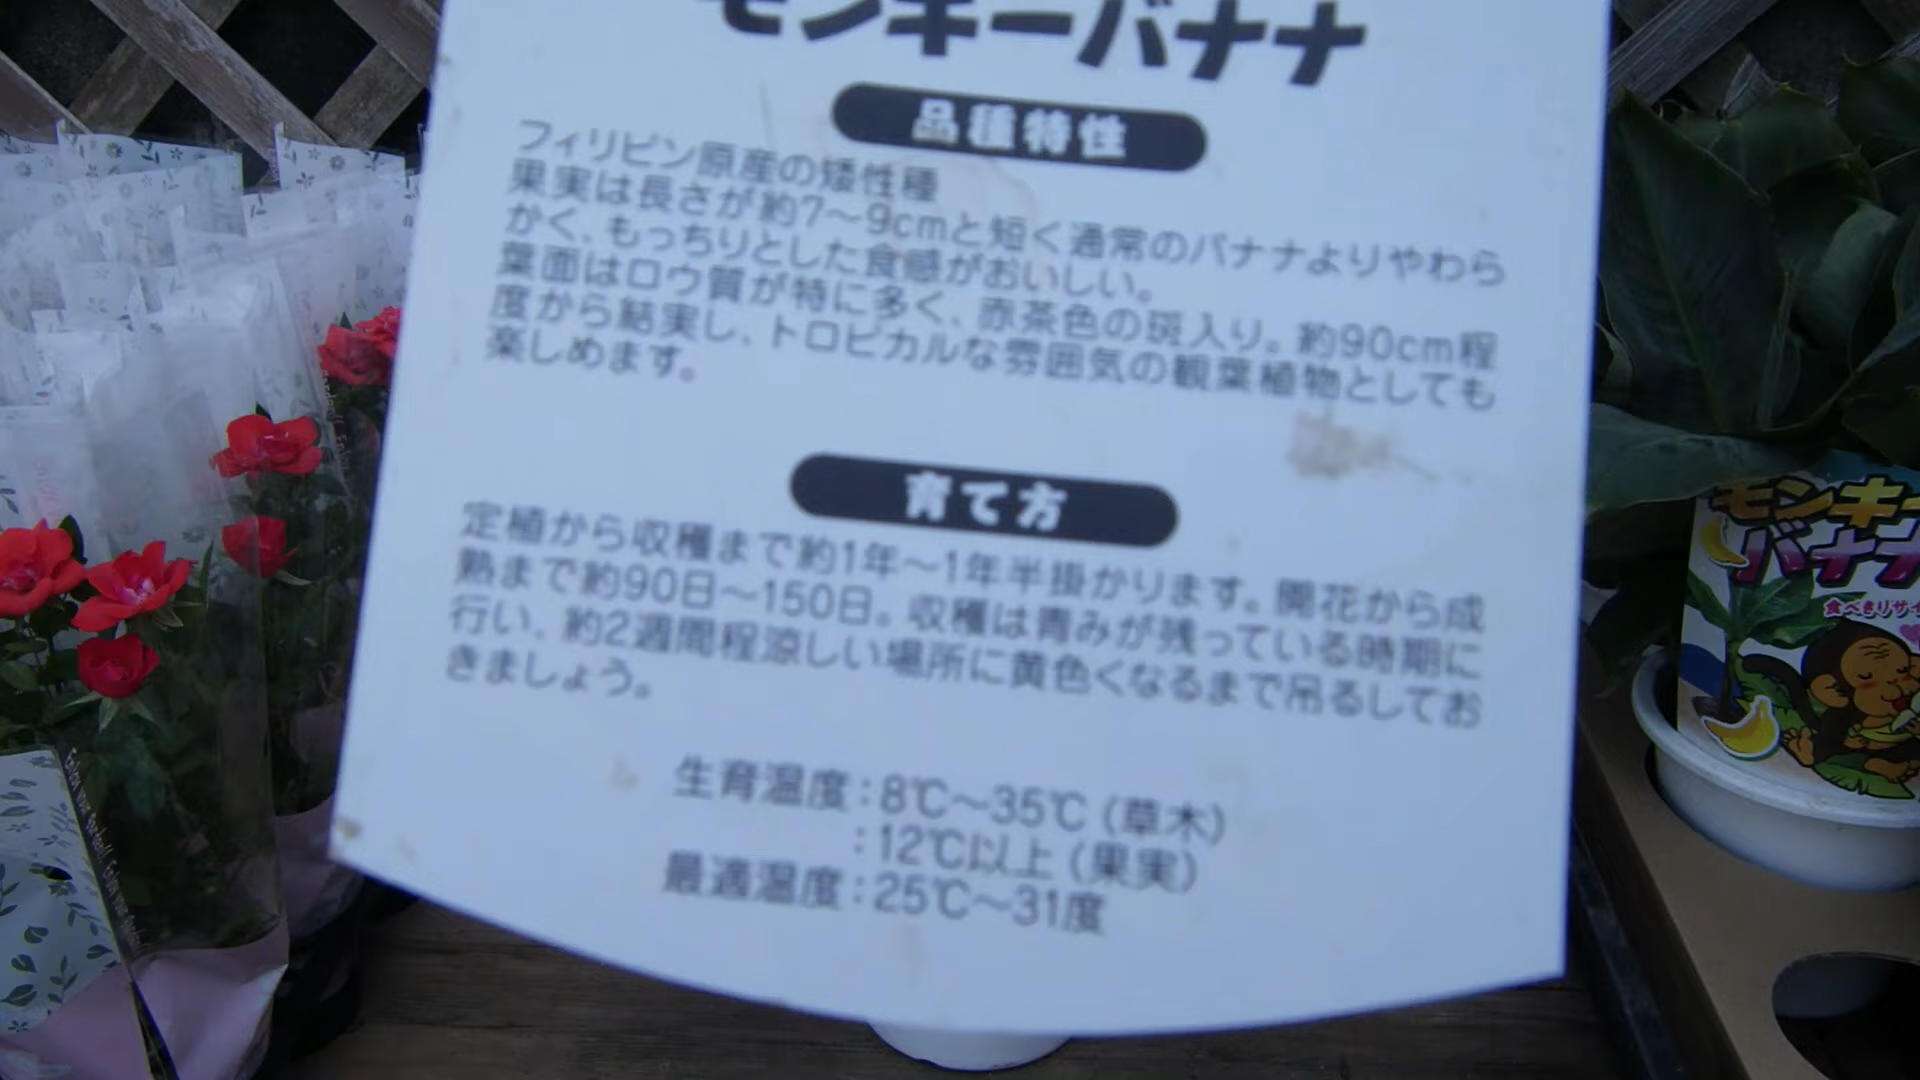 モンキーバナナ
品種特性
フィリピン原産の矮性種
果実は長さが約7〜9cmと短く通常のバナナよりやわら
かく、もっちりとした食感がおいしい。
葉面はロウ質が特に多く、赤茶色の斑入り。約90cm程
度から結実し、トロピカルな雰囲気の観葉植物としても
楽しめます。
育て方
定植から収穫まで約1年〜1年半掛かります。開花から成
熟まで約90日〜150日。収穫は青みが残っている時期に
行い、約2週間程涼しい場所に黄色くなるまで吊るしてお
きましょう。
生育温度：8℃〜35℃（草木）
：12℃以上（果実）
最適温度：25℃〜31度
モンキー
バナナ
食べきりサイ